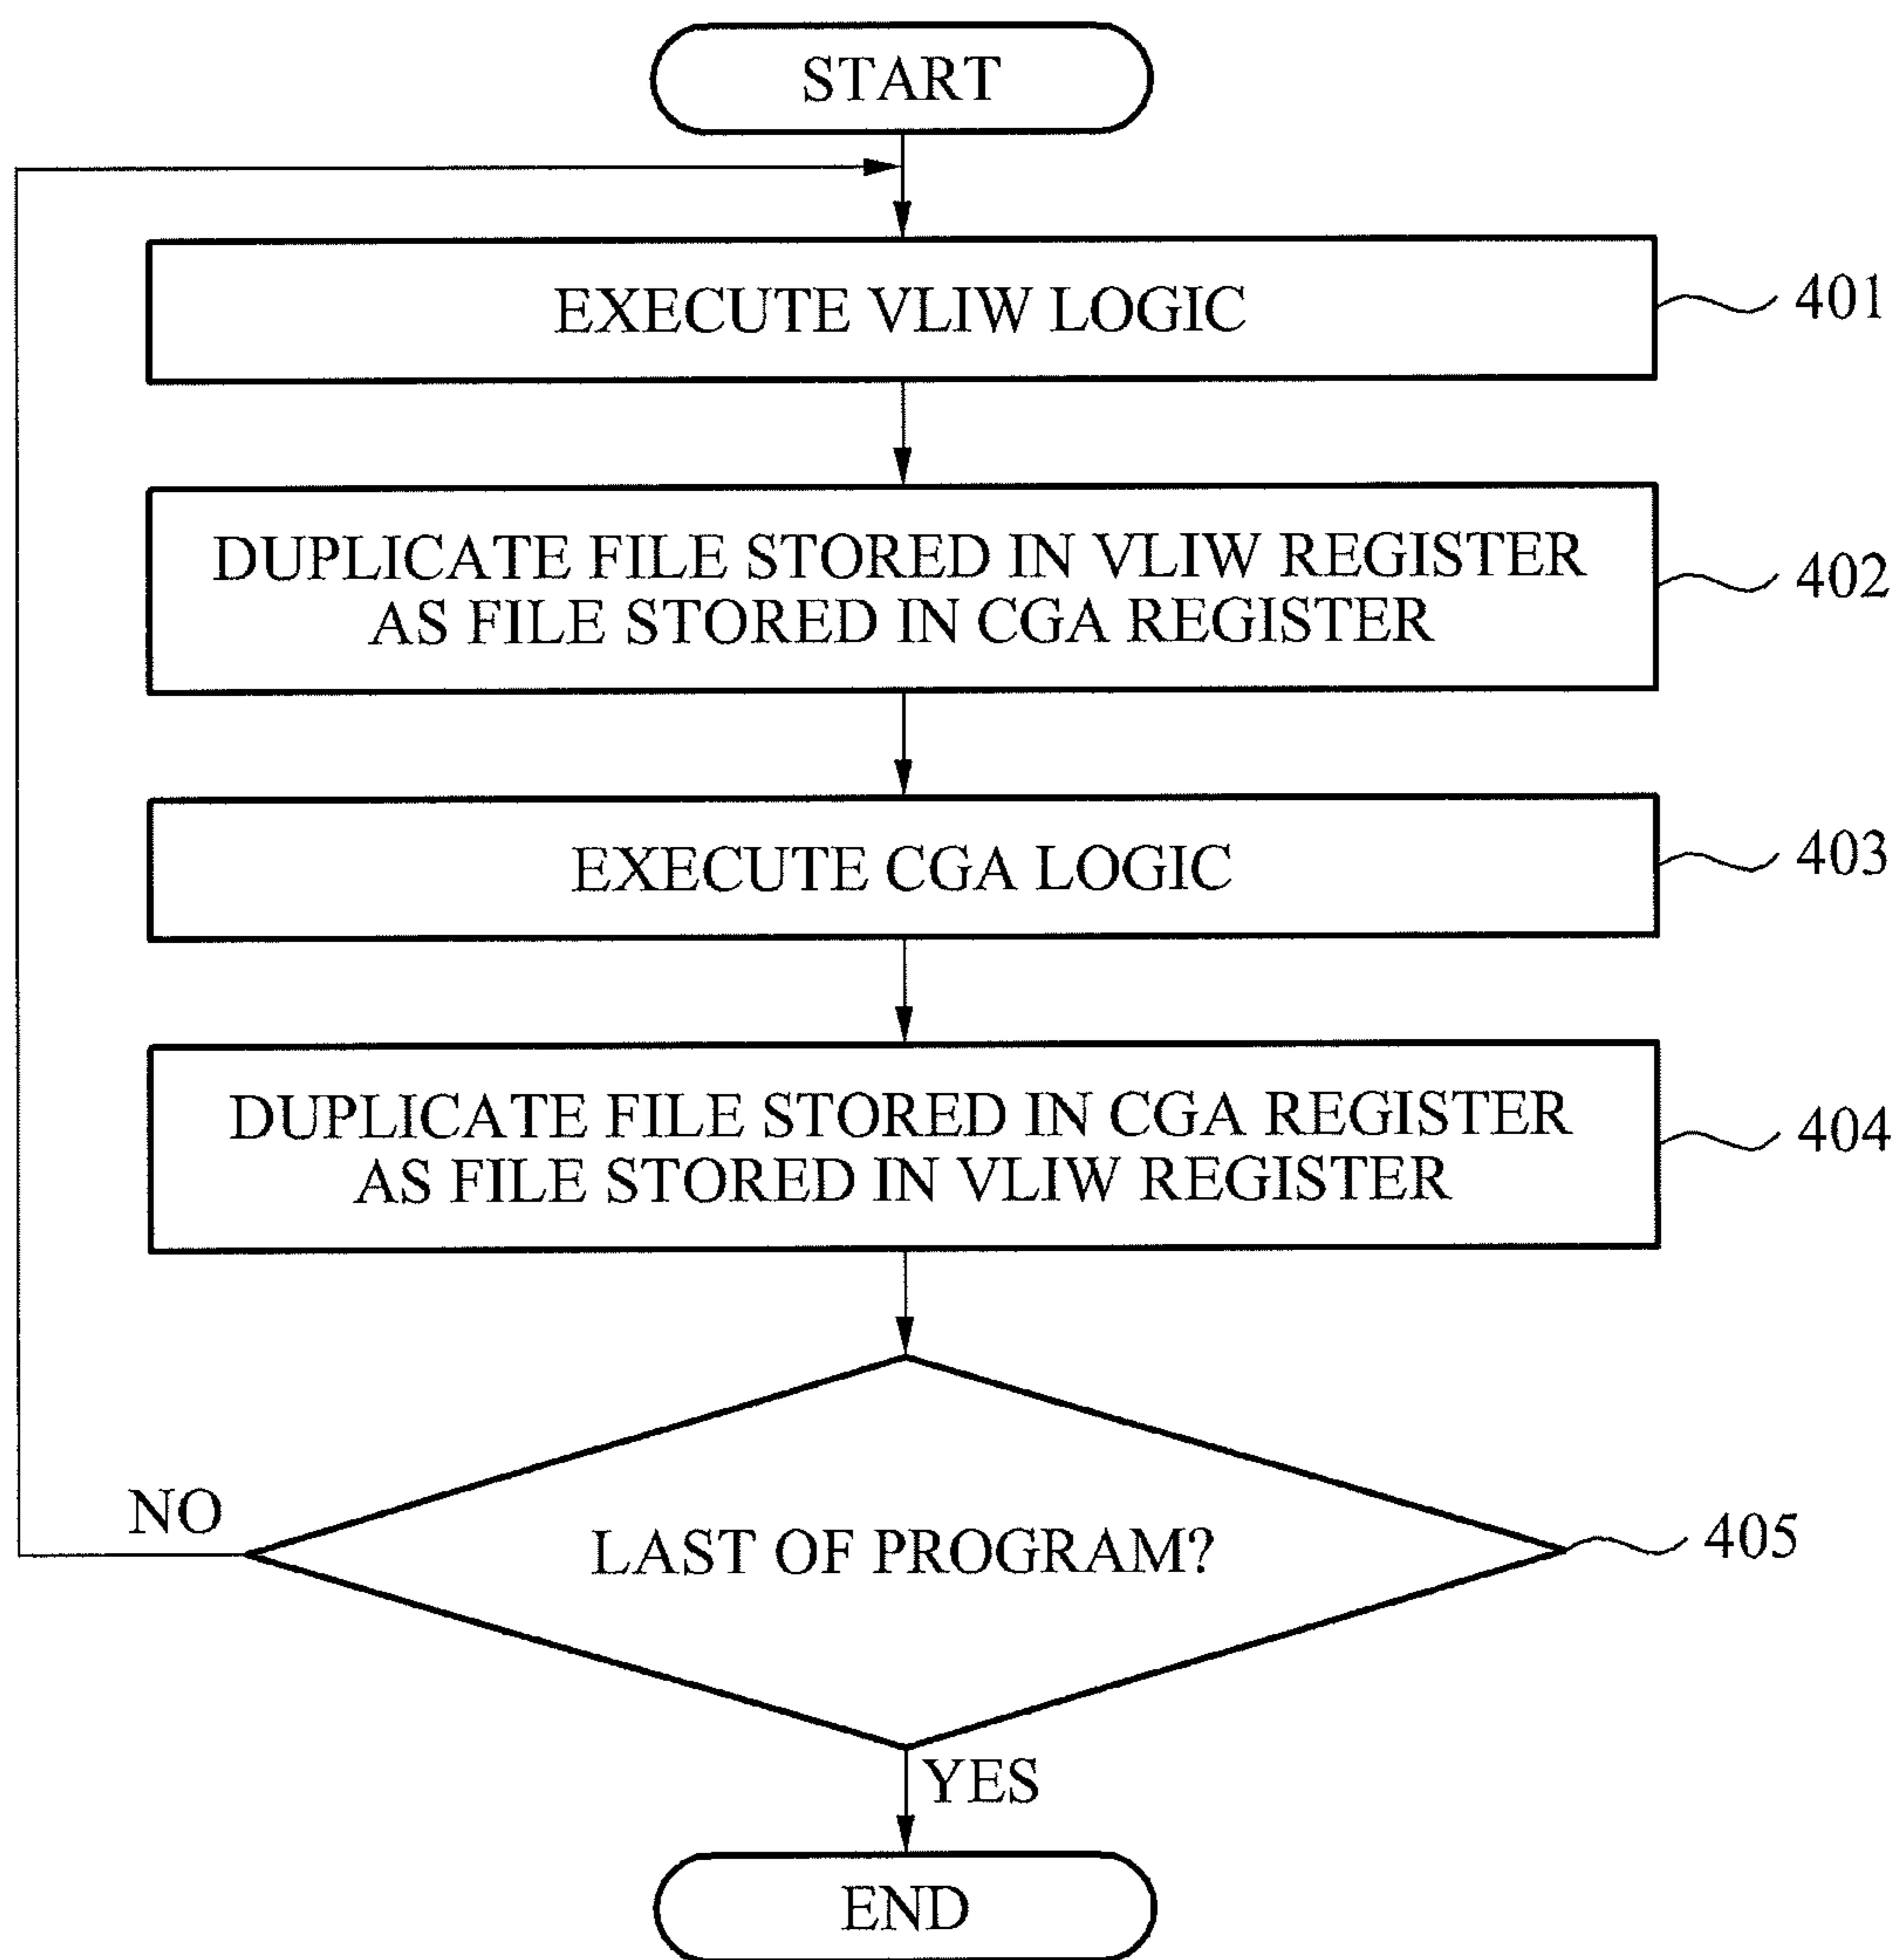 START
EXECUTE VLIW LOGIC
401
DUPLICATE FILE STORED IN VLIW REGISTER
AS FILE STORED IN CGA REGISTER
402
EXECUTE CGA LOGIC
403
DUPLICATE FILE STORED IN CGA REGISTER
AS FILE STORED IN VLIW REGISTER
404
NO
LAST OF PROGRAM?
405
YES
END